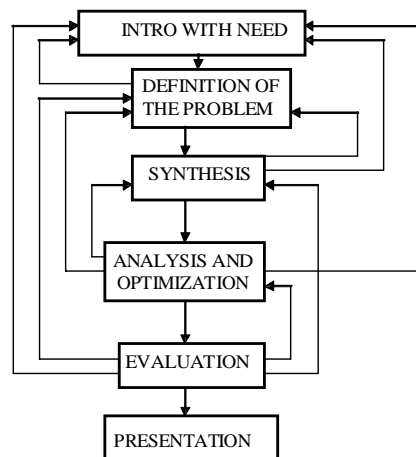 INTRO WITH NEED
DEFINITION OF
THE PROBLEM
SYNTHESIS
ANALYSIS AND
OPTIMIZATION
EVALUATION
PRESENTATION